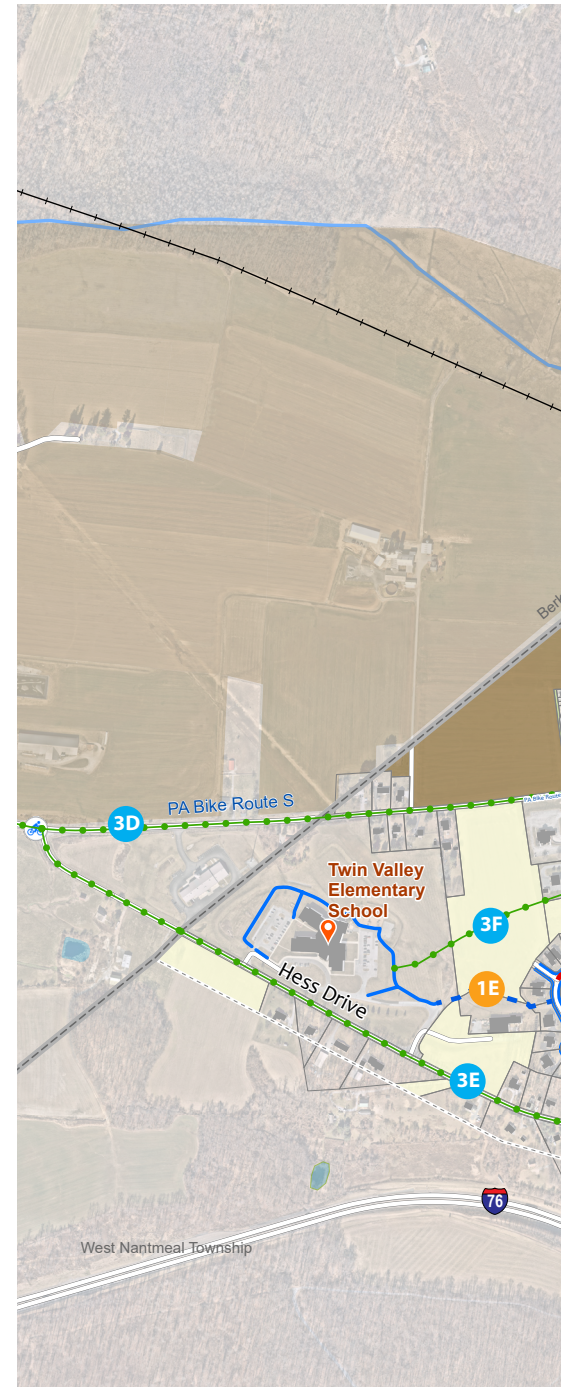 Berk
PA Bike Route S
PA Bike Route
3D
Twin Valley
Elementary
School
3F
1E
Hess Drive
3E
76
West Nantmeal Township